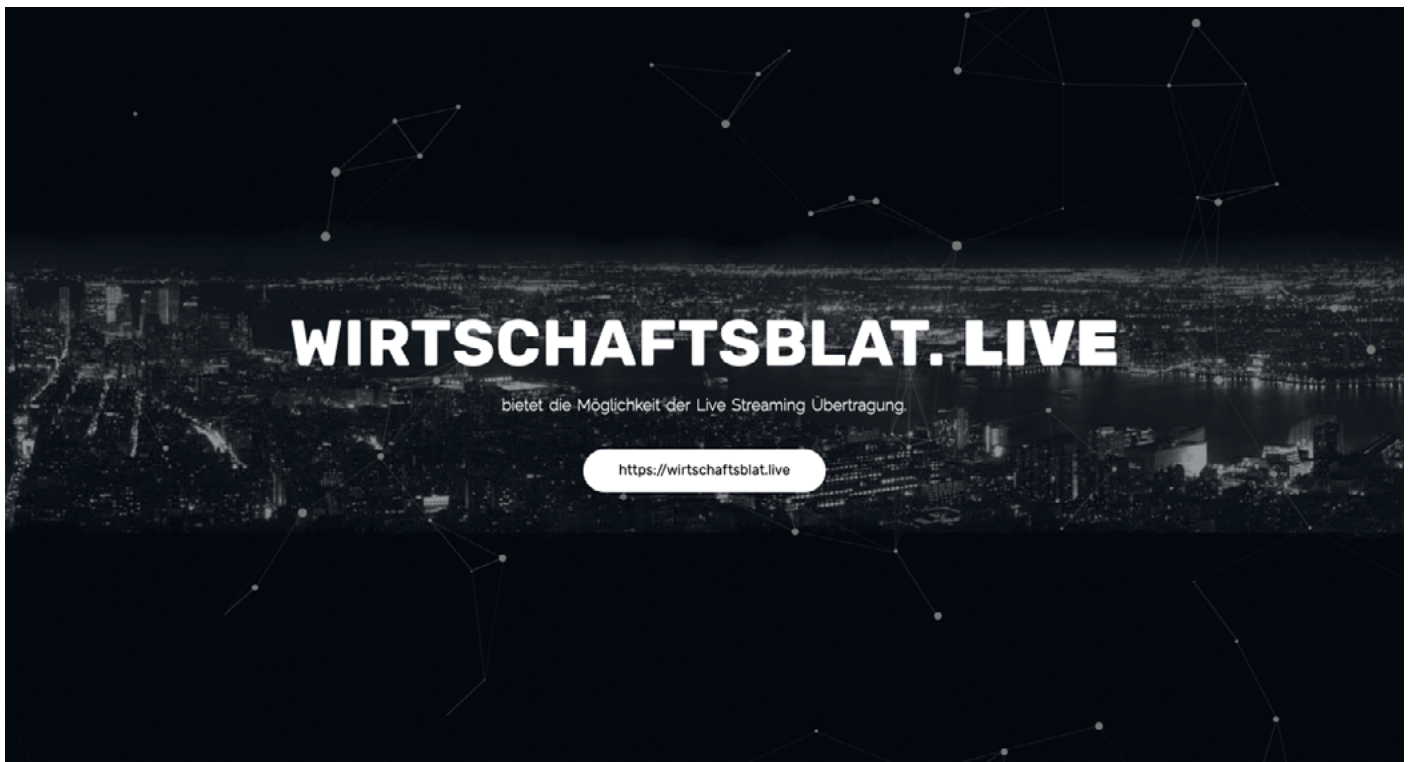 WIRTSCHAFTSBLAT. LIVE
bietet die Möglichkeit der Live Streaming Übertragung.
https://wirtschaftsblat.live